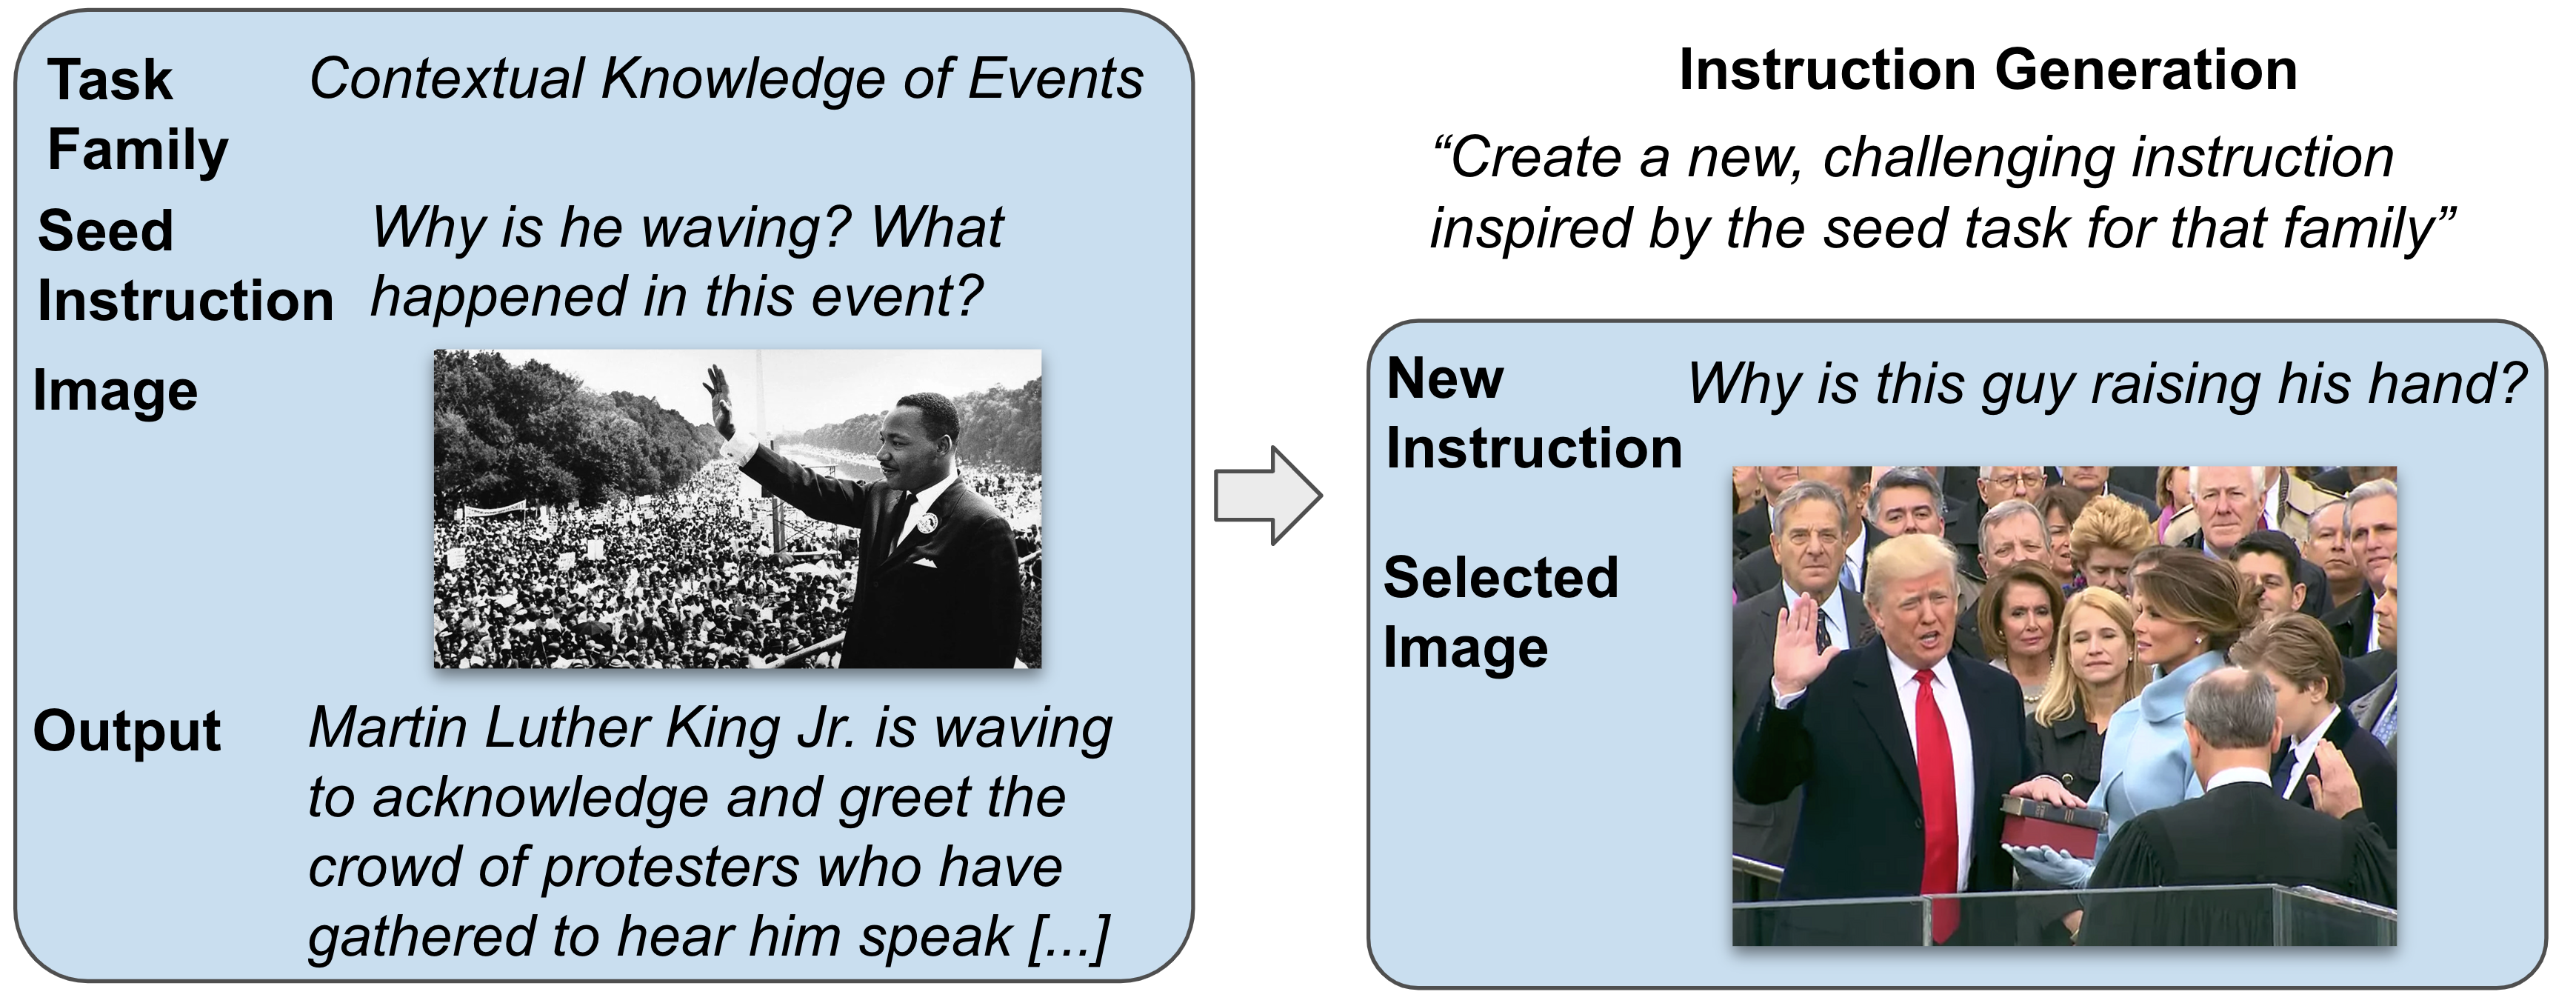 Task
Family
Contextual Knowledge of Events
Seed
Instruction
Why is he waving? What
happened in this event?
Image
Output
Martin Luther King Jr. is waving
to acknowledge and greet the
crowd of protesters who have
gathered to hear him speak [...]
Instruction Generation
“Create a new, challenging instruction
inspired by the seed task for that family”
New
Instruction
Why is this guy raising his hand?
Selected
Image